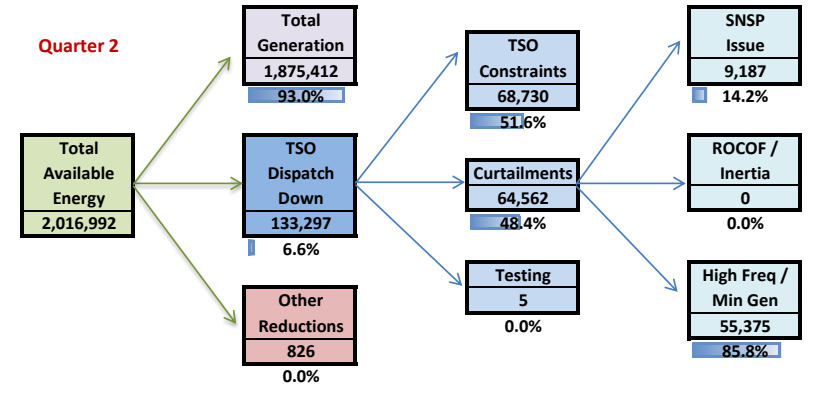 Quarter 2
Total
Generation
1,875,412
93.0%
TSO
Constraints
68,730
51.6%
SNSP
Issue
9,187
14.2%
Total
Available
Energy
2,016,992
TSO
Dispatch
Down
133,297
6.6%
Curtailments
64,562
48.4%
ROCOF /
Inertia
0
0.0%
Other
Reductions
826
0.0%
Testing
5
0.0%
High Freq /
Min Gen
55,375
85.8%